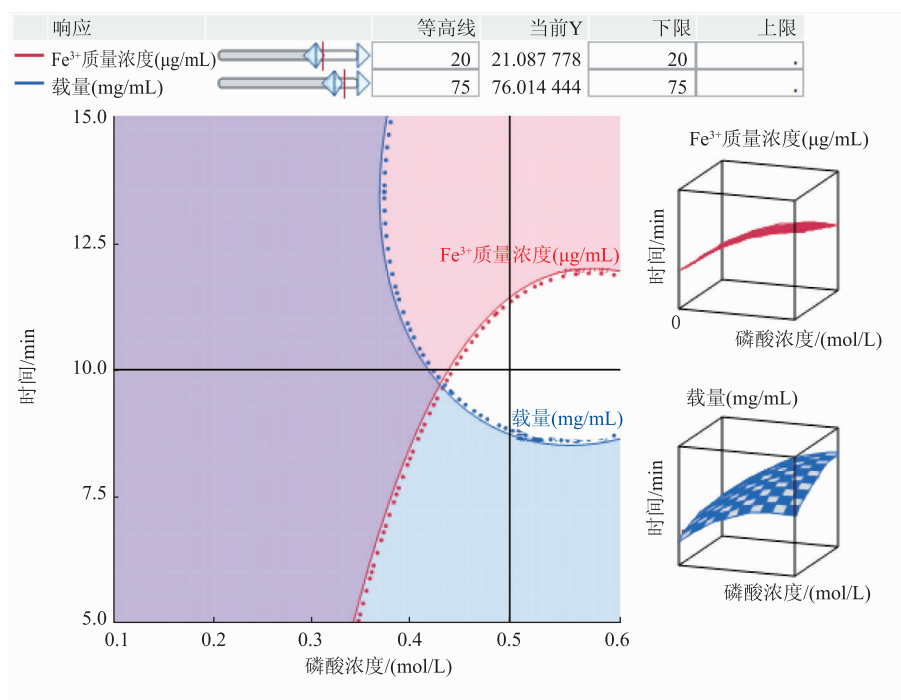 响应 等高线 当前Y 下限 上限
Fe³⁺质量浓度(μg/mL) 20 21.087 778 20 .
载量(mg/mL) 75 76.014 444 75 .
15.0
12.5
10.0
7.5
5.0
时间/min
Fe³⁺质量浓度(μg/mL)
载量(mg/mL)
0.1 0.2 0.3 0.4 0.5 0.6
磷酸浓度/(mol/L)
Fe³⁺质量浓度(μg/mL)
时间/min
0
磷酸浓度/(mol/L)
载量(mg/mL)
时间/min
磷酸浓度/(mol/L)